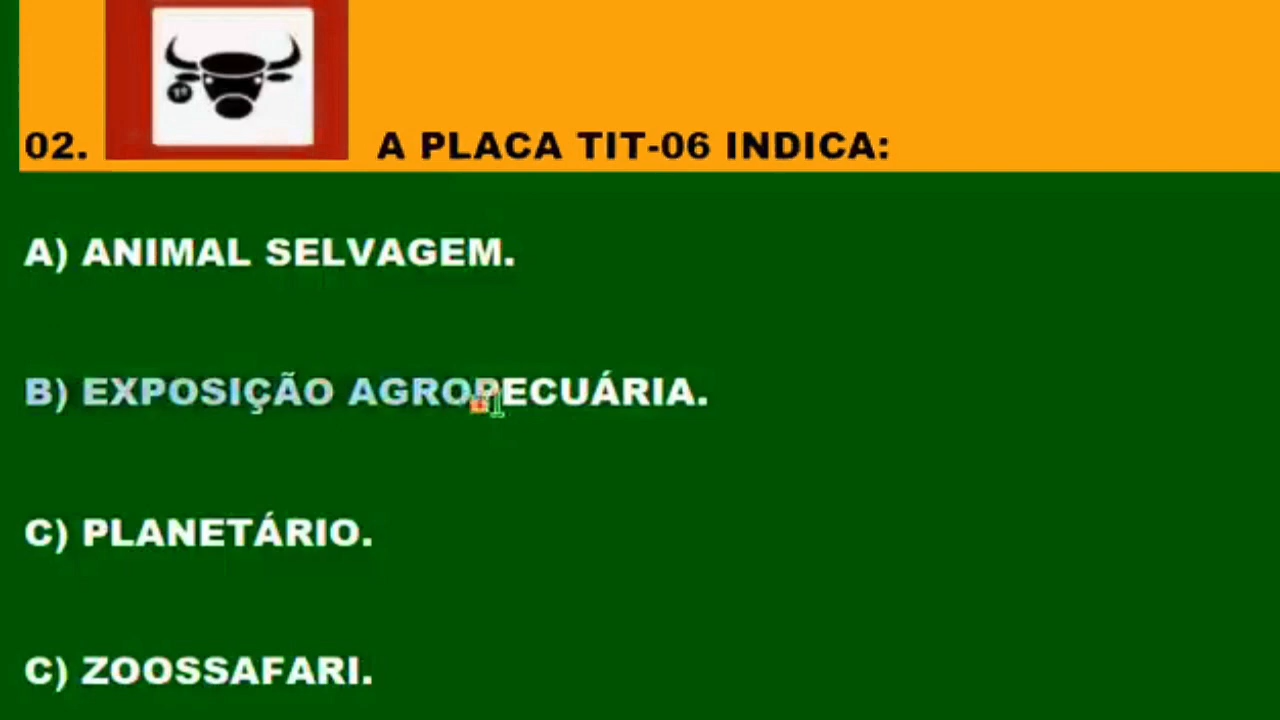 02. A PLACA TIT-06 INDICA:
A) ANIMAL SELVAGEM.
B) EXPOSIÇÃO AGROPECUÁRIA.
C) PLANETÁRIO.
C) ZOOSSAFARI.